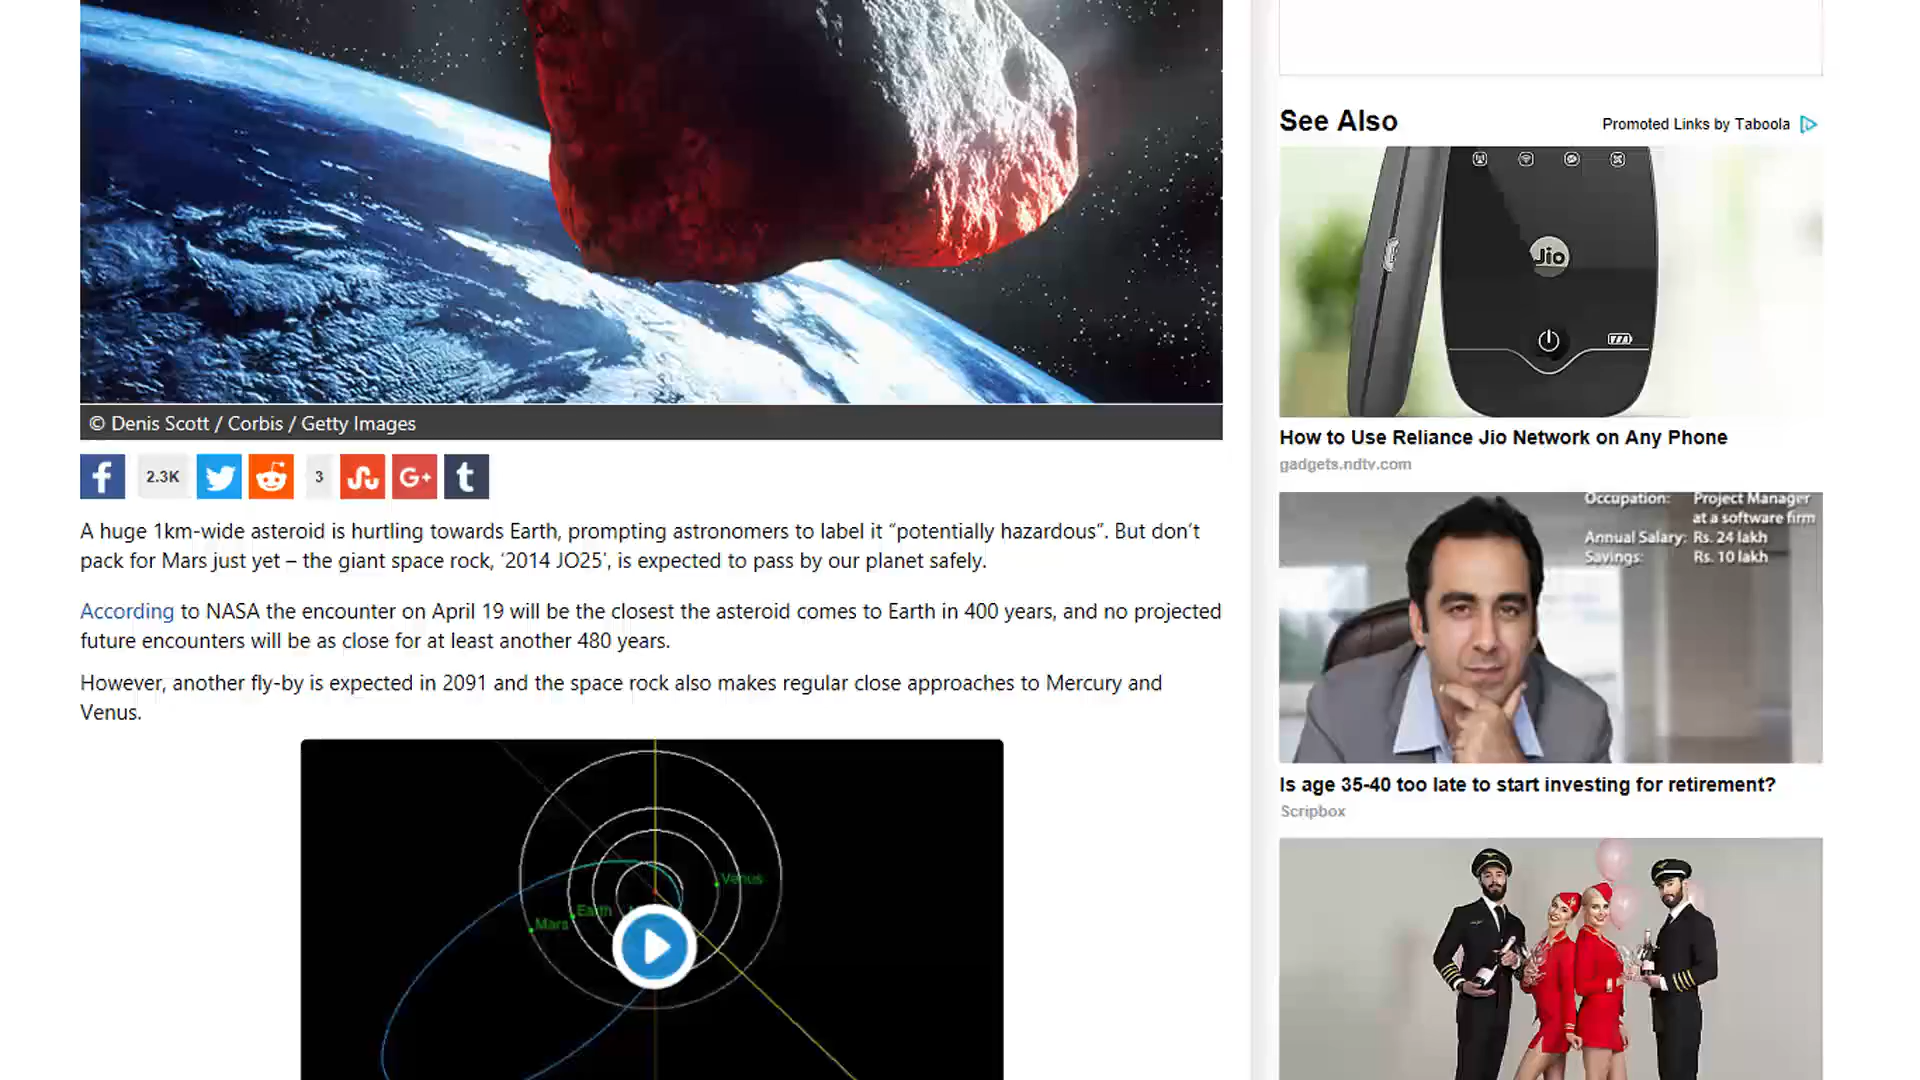 See Also
Promoted Links by Taboola
Jio
© Denis Scott / Corbis / Getty Images
How to Use Reliance Jio Network on Any Phone
gadgets.ndtv.com
f 2.3K 3 G+ t
Occupation: Project Manager
at a software firm
Annual Salary: Rs. 24 lakh
Savings: Rs. 10 lakh
A huge 1km-wide asteroid is hurtling towards Earth, prompting astronomers to label it “potentially hazardous”. But don’t
pack for Mars just yet – the giant space rock, ‘2014 JO25’, is expected to pass by our planet safely.
According to NASA the encounter on April 19 will be the closest the asteroid comes to Earth in 400 years, and no projected
future encounters will be as close for at least another 480 years.
However, another fly-by is expected in 2091 and the space rock also makes regular close approaches to Mercury and
Venus.
Is age 35-40 too late to start investing for retirement?
Scripbox
Venus
Earth
Mars